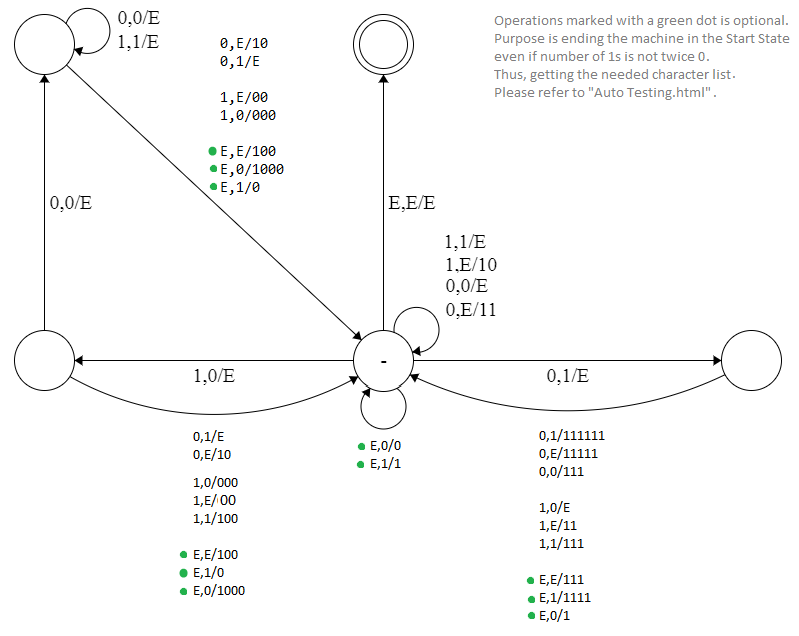 0,0/E
1,1/E
0,E/10
0,1/E
1,E/00
1,0/000
E,E/100
E,0/1000
E,1/0
Operations marked with a green dot is optional.
Purpose is ending the machine in the Start State
even if number of 1s is not twice 0.
Thus, getting the needed character list.
Please refer to "Auto Testing.html".
0,0/E
E,E/E
1,1/E
1,E/10
0,0/E
0,E/11
-
1,0/E
0,1/E
0,1/E
0,E/10
1,0/000
1,E/00
1,1/100
E,E/100
E,1/0
E,0/1000
E,0/0
E,1/1
0,1/111111
0,E/11111
0,0/111
1,0/E
1,E/11
1,1/111
E,E/111
E,1/1111
E,0/1